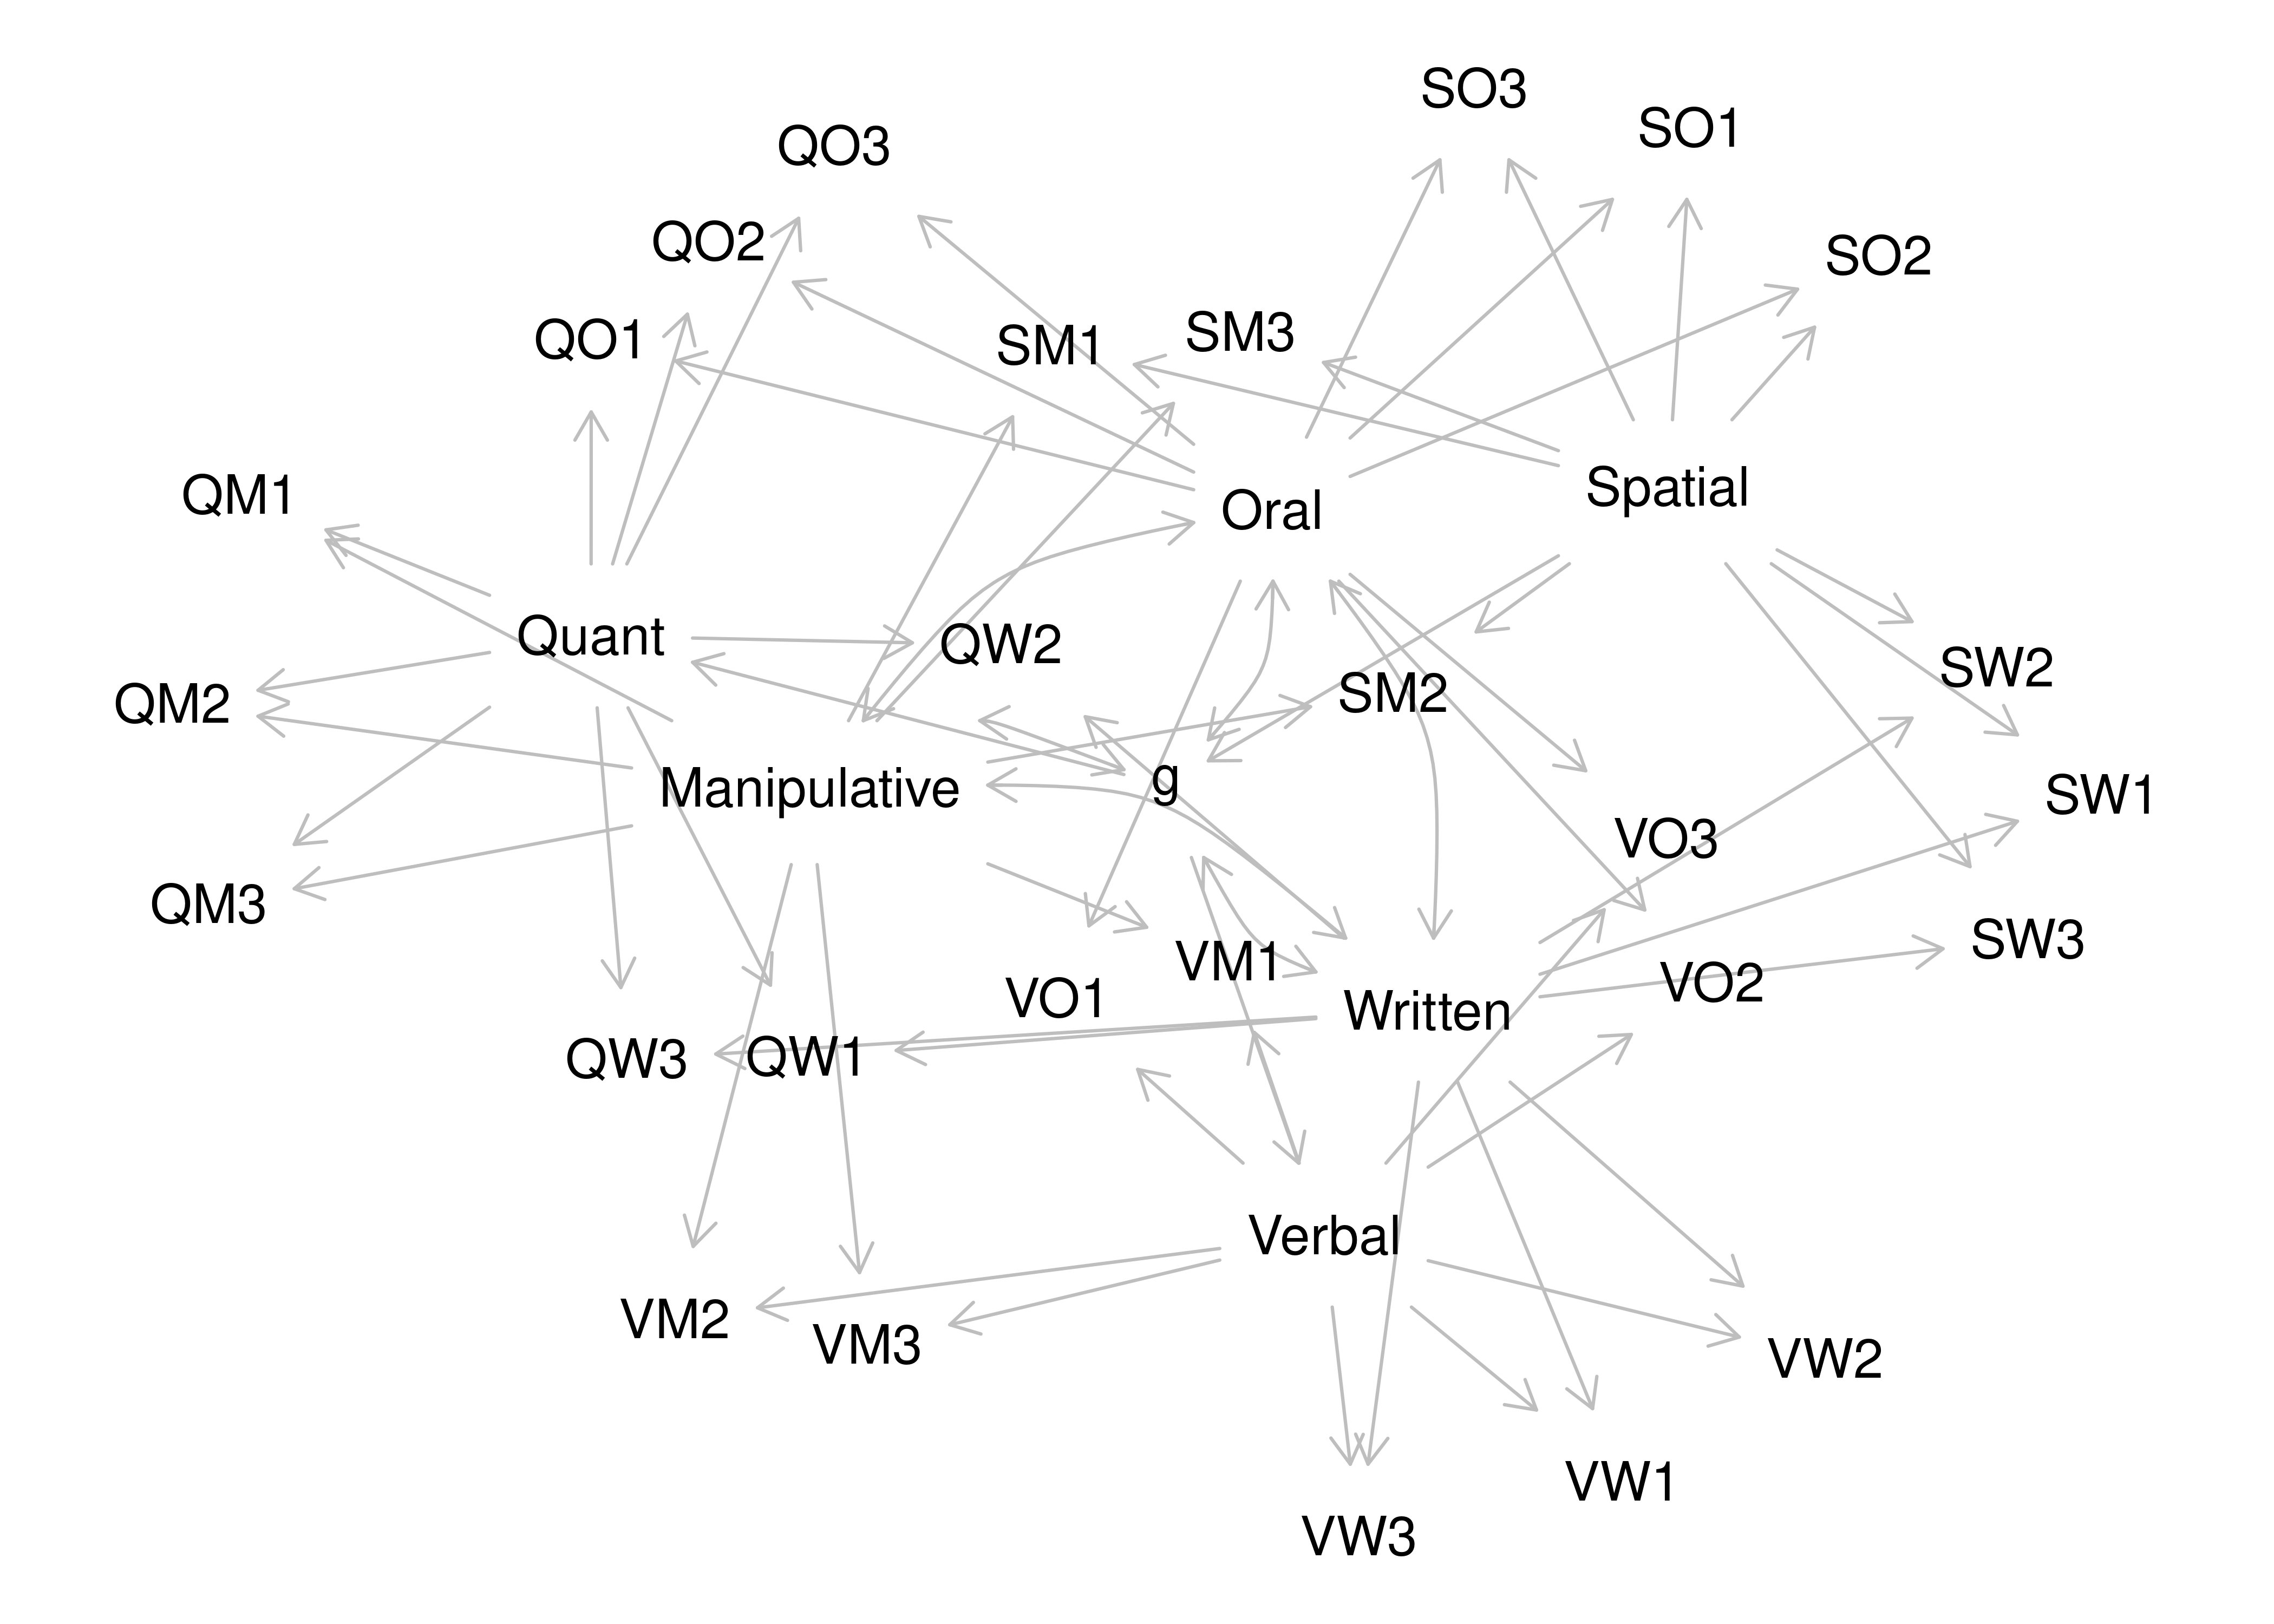 SO3
SO1
QO3
QO2
SO2
QO1
SM1
SM3
QM1
Oral
Spatial
Quant
QW2
SM2
SW2
QM2
Manipulative
g
SW1
VO3
QM3
VM1
SW3
VO1
Written
VO2
QW3
QW1
Verbal
VM2
VM3
VW2
VW1
VW3